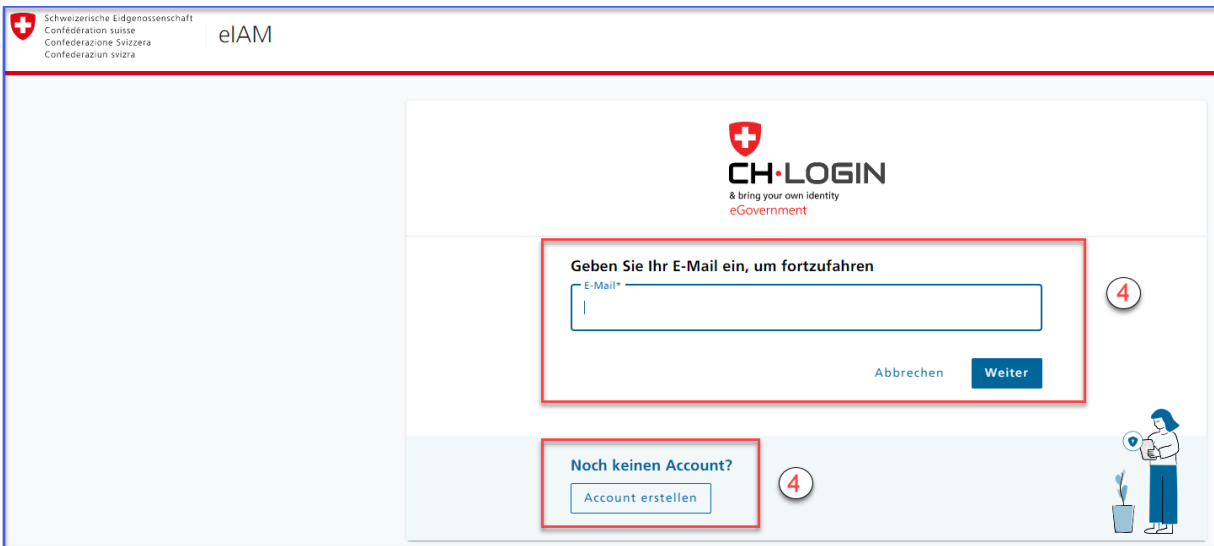 Schweizerische Eidgenossenschaft
Confédération suisse
Confederazione Svizzera
Confederaziun svizra
eIAM
CH·LOGIN
& bring your own identity
eGovernment
Geben Sie Ihr E-Mail ein, um fortzufahren
E-Mail*
4
Abbrechen
Weiter
Noch keinen Account?
4
Account erstellen